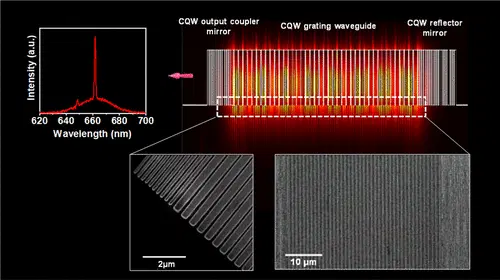 CQW output coupler
mirror
CQW grating waveguide
CQW reflector
mirror
Intensity (a.u.)
620 640 660 680 700
Wavelength (nm)
2μm
10 μm